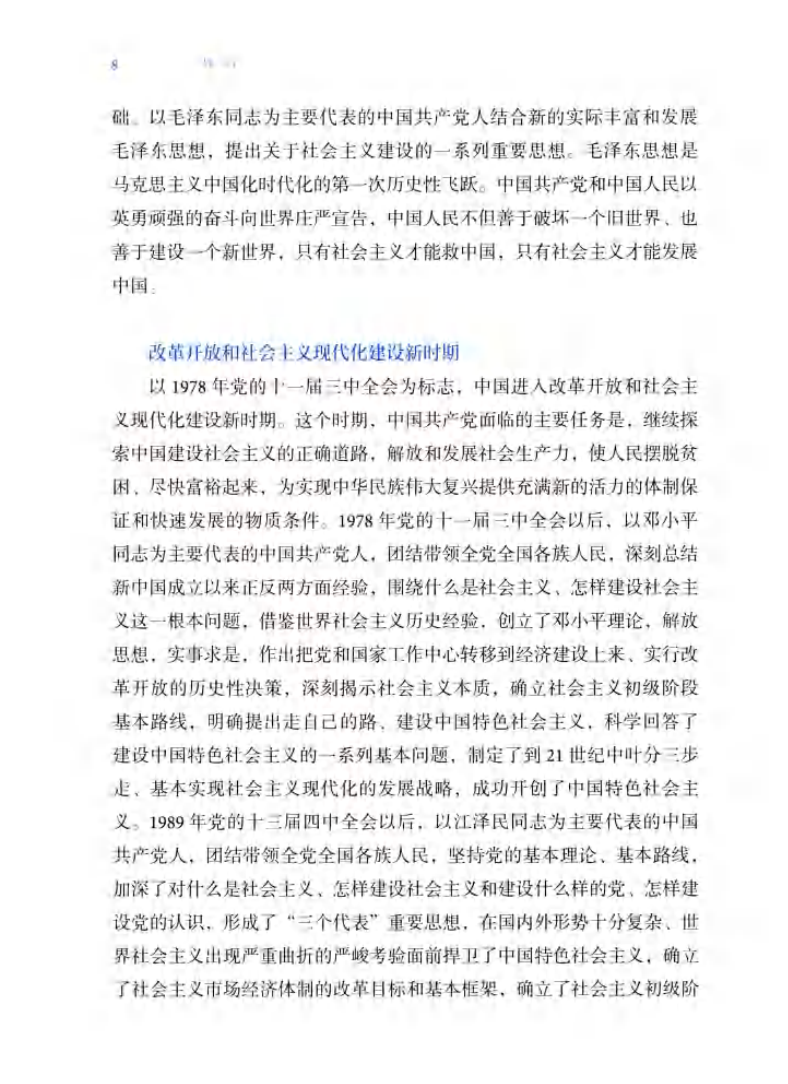 8
础。以毛泽东同志为主要代表的中国共产党人结合新的实际丰富和发展
毛泽东思想，提出关于社会主义建设的一系列重要思想。毛泽东思想是
马克思主义中国化时代化的第一次历史性飞跃。中国共产党和中国人民以
英勇顽强的奋斗向世界庄严宣告，中国人民不但善于破坏一个旧世界、也
善于建设一个新世界，只有社会主义才能救中国，只有社会主义才能发展
中国。
改革开放和社会主义现代化建设新时期
以 1978 年党的十一届三中全会为标志，中国进入改革开放和社会主
义现代化建设新时期。这个时期，中国共产党面临的主要任务是，继续探
索中国建设社会主义的正确道路，解放和发展社会生产力，使人民摆脱贫
困、尽快富裕起来，为实现中华民族伟大复兴提供充满新的活力的体制保
证和快速发展的物质条件。1978 年党的十一届三中全会以后，以邓小平
同志为主要代表的中国共产党人，团结带领全党全国各族人民，深刻总结
新中国成立以来正反两方面经验，围绕什么是社会主义、怎样建设社会主
义这一根本问题，借鉴世界社会主义历史经验，创立了邓小平理论，解放
思想，实事求是，作出把党和国家工作中心转移到经济建设上来、实行改
革开放的历史性决策，深刻揭示社会主义本质，确立社会主义初级阶段
基本路线，明确提出走自己的路、建设中国特色社会主义，科学回答了
建设中国特色社会主义的一系列基本问题，制定了到 21 世纪中叶分三步
走、基本实现社会主义现代化的发展战略，成功开创了中国特色社会主
义。1989 年党的十三届四中全会以后，以江泽民同志为主要代表的中国
共产党人，团结带领全党全国各族人民，坚持党的基本理论、基本路线，
加深了对什么是社会主义、怎样建设社会主义和建设什么样的党、怎样建
设党的认识，形成了“三个代表”重要思想，在国内外形势十分复杂、世
界社会主义出现严重曲折的严峻考验面前捍卫了中国特色社会主义，确立
了社会主义市场经济体制的改革目标和基本框架，确立了社会主义初级阶